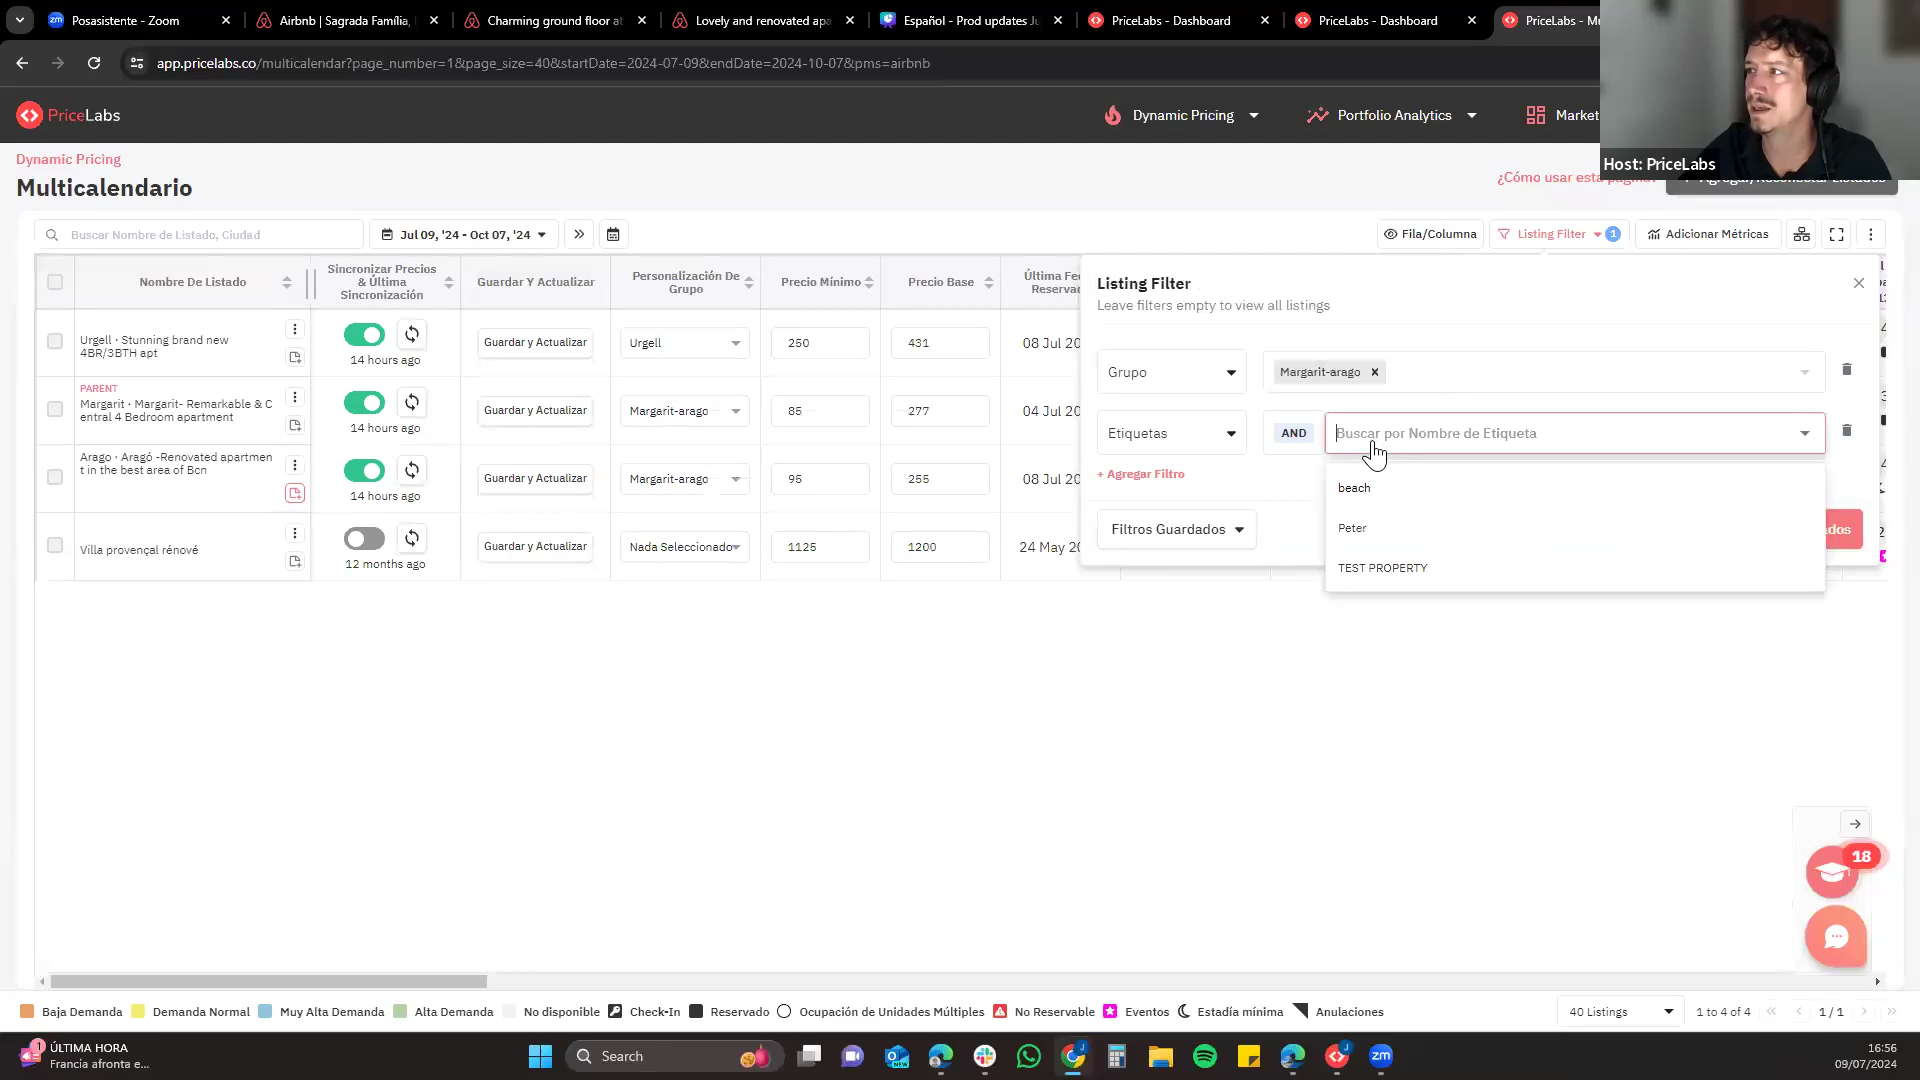 Posasistente - Zoom
Airbnb | Sagrada Família,
Charming ground floor at
Lovely and renovated apa
Español - Prod updates Ju
PriceLabs - Dashboard
PriceLabs - Dashboard
PriceLabs - Mu
app.pricelabs.co/multicalendar?page_number=1&page_size=40&startDate=2024-07-09&endDate=2024-10-07&pms=airbnb
PriceLabs
Dynamic Pricing
Portfolio Analytics
Market
Host: PriceLabs
Dynamic Pricing
Multicalendario
¿Cómo usar esta página?
Agregar/Reconectar Listados
Buscar Nombre de Listado, Ciudad
Jul 09, '24 - Oct 07, '24
Fila/Columna
Listing Filter
1
Adicionar Métricas
Nombre De Listado
Sincronizar Precios & Última Sincronización
Guardar Y Actualizar
Personalización De Grupo
Precio Mínimo
Precio Base
Última Fec
Reservar
Urgell · Stunning brand new 4BR/3BTH apt
14 hours ago
Guardar y Actualizar
Urgell
250
431
08 Jul 20
PARENT
Margarit · Margarit- Remarkable & C
entral 4 Bedroom apartment
14 hours ago
Guardar y Actualizar
Margarit-arago
85
277
04 Jul 20
Arago · Aragó -Renovated apartmen
t in the best area of Bcn
14 hours ago
Guardar y Actualizar
Margarit-arago
95
255
08 Jul 20
Villa provençal rénové
12 months ago
Guardar y Actualizar
Nada Seleccionado
1125
1200
24 May 20
Listing Filter
Leave filters empty to view all listings
Grupo
Margarit-arago
Etiquetas
AND
Buscar por Nombre de Etiqueta
+ Agregar Filtro
beach
Peter
TEST PROPERTY
Filtros Guardados
dos
18
Baja Demanda
Demanda Normal
Muy Alta Demanda
Alta Demanda
No disponible
Check-In
Reservado
Ocupación de Unidades Múltiples
No Reservable
Eventos
Estadía mínima
Anulaciones
40 Listings
1 to 4 of 4
1 / 1
1
ÚLTIMA HORA
Francia afronta e...
Search
NEW
16:56
09/07/2024